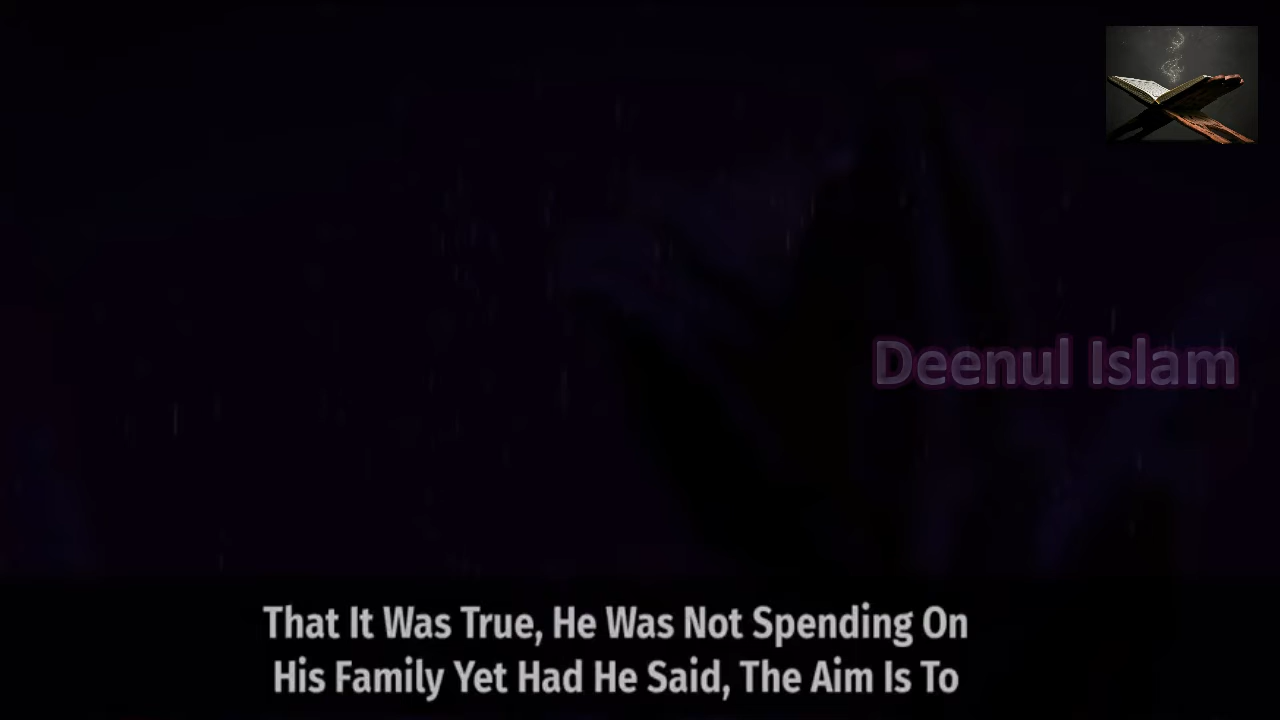 Deenul Islam
That It Was True, He Was Not Spending On
His Family Yet Had He Said, The Aim Is To